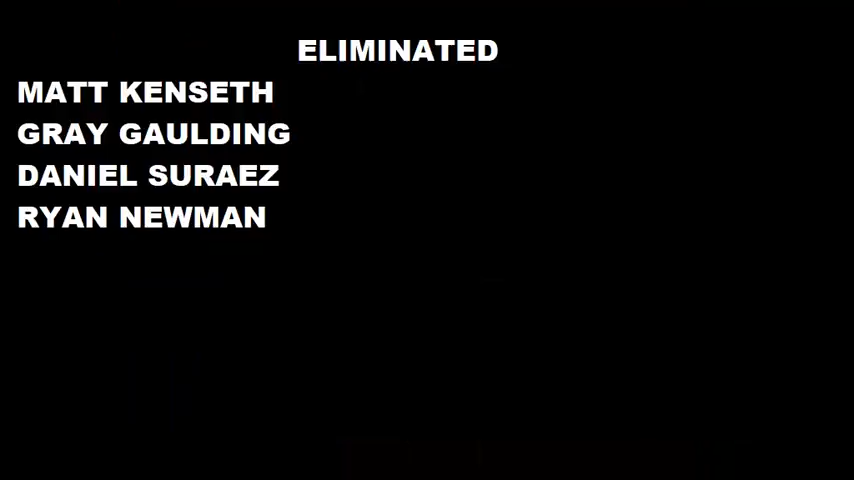 ELIMINATED
MATT KENSETH
GRAY GAULDING
DANIEL SURAEZ
RYAN NEWMAN